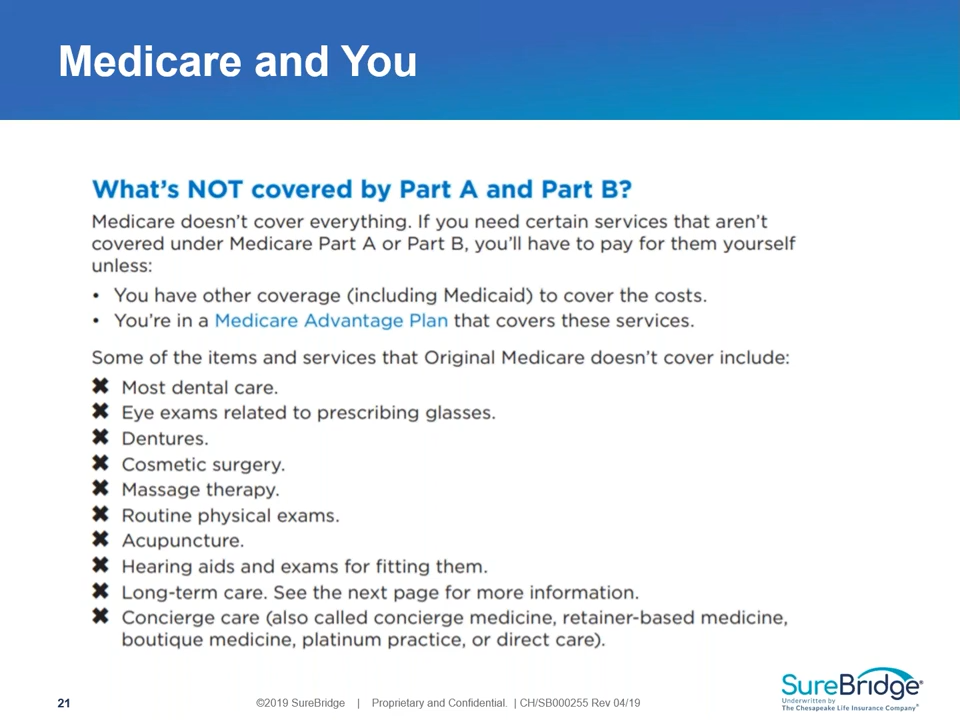 Medicare and You
What's NOT covered by Part A and Part B?
Medicare doesn't cover everything. If you need certain services that aren't
covered under Medicare Part A or Part B, you'll have to pay for them yourself
unless:
• You have other coverage (including Medicaid) to cover the costs.
• You're in a Medicare Advantage Plan that covers these services.
Some of the items and services that Original Medicare doesn't cover include:
✖ Most dental care.
✖ Eye exams related to prescribing glasses.
✖ Dentures.
✖ Cosmetic surgery.
✖ Massage therapy.
✖ Routine physical exams.
✖ Acupuncture.
✖ Hearing aids and exams for fitting them.
✖ Long-term care. See the next page for more information.
✖ Concierge care (also called concierge medicine, retainer-based medicine,
boutique medicine, platinum practice, or direct care).
21
©2019 SureBridge | Proprietary and Confidential. | CH/SB000255 Rev 04/19
SureBridge®
Underwritten by
The Chesapeake Life Insurance Company®